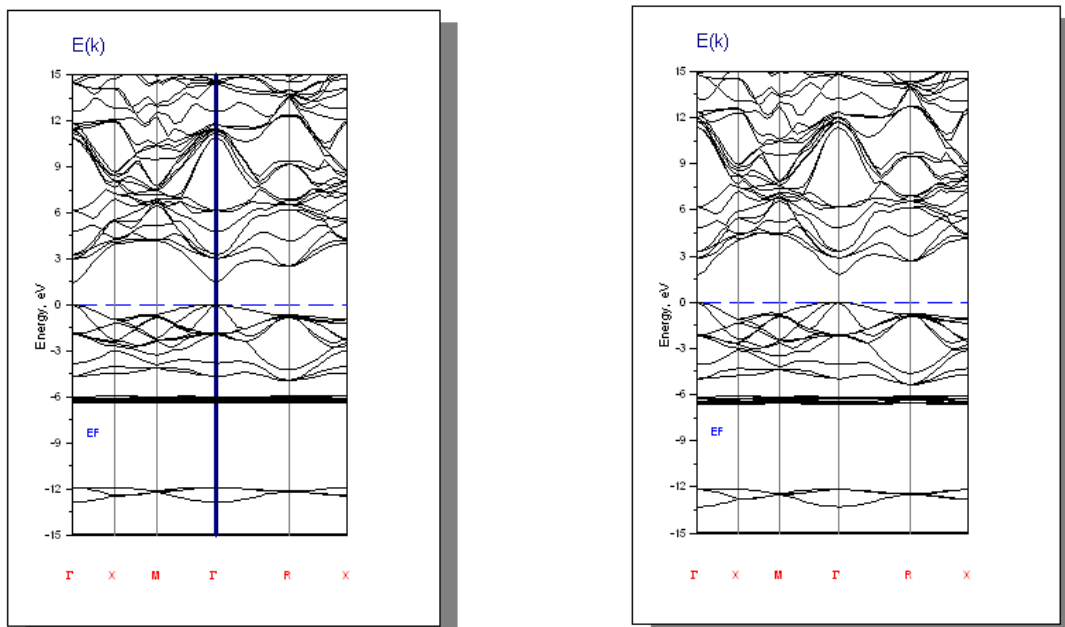 E(k)
15
12
9
6
3
0
-3
-6
-9
-12
-15
Energy, eV
EF
Γ X M Γ R X
E(k)
15
12
9
6
3
0
-3
-6
-9
-12
-15
Energy, eV
EF
Γ X M Γ R X